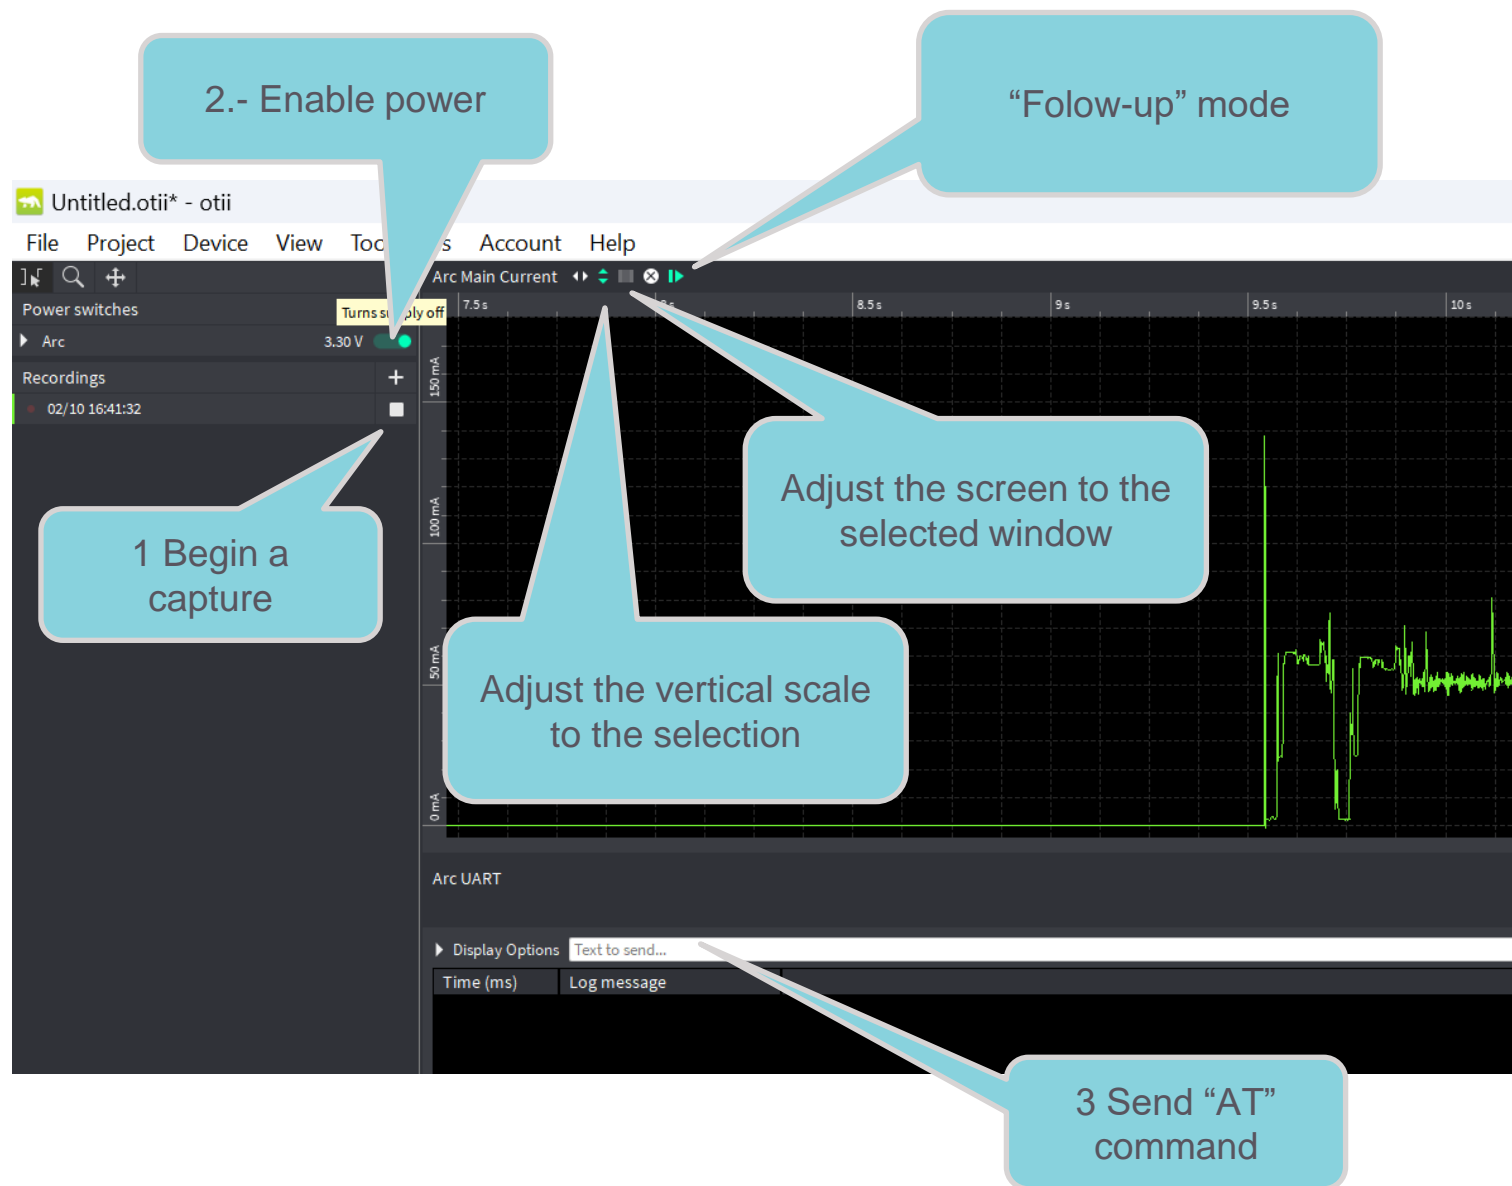 2.- Enable power
“Folow-up” mode
Untitled.otii* - otii
File Project Device View Account Help
Arc Main Current
Power switches
Turns supply off
Arc 3.30 V
Recordings +
02/10 16:41:32
7.5 s 8.5 s 9 s 9.5 s 10 s
150 mA
100 mA
50 mA
0 mA
1 Begin a
capture
Adjust the screen to the
selected window
Adjust the vertical scale
to the selection
Arc UART
Display Options Text to send...
Time (ms) Log message
3 Send “AT”
command